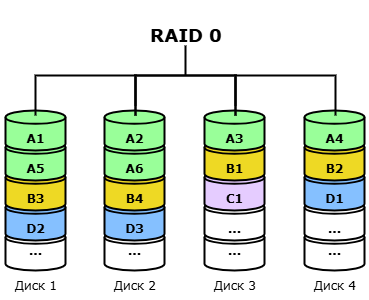 RAID 0
A1 A2 A3 A4
A5 A6 B1 B2
B3 B4 C1 D1
D2 D3 ... ...
... ... ... ...
Диск 1 Диск 2 Диск 3 Диск 4